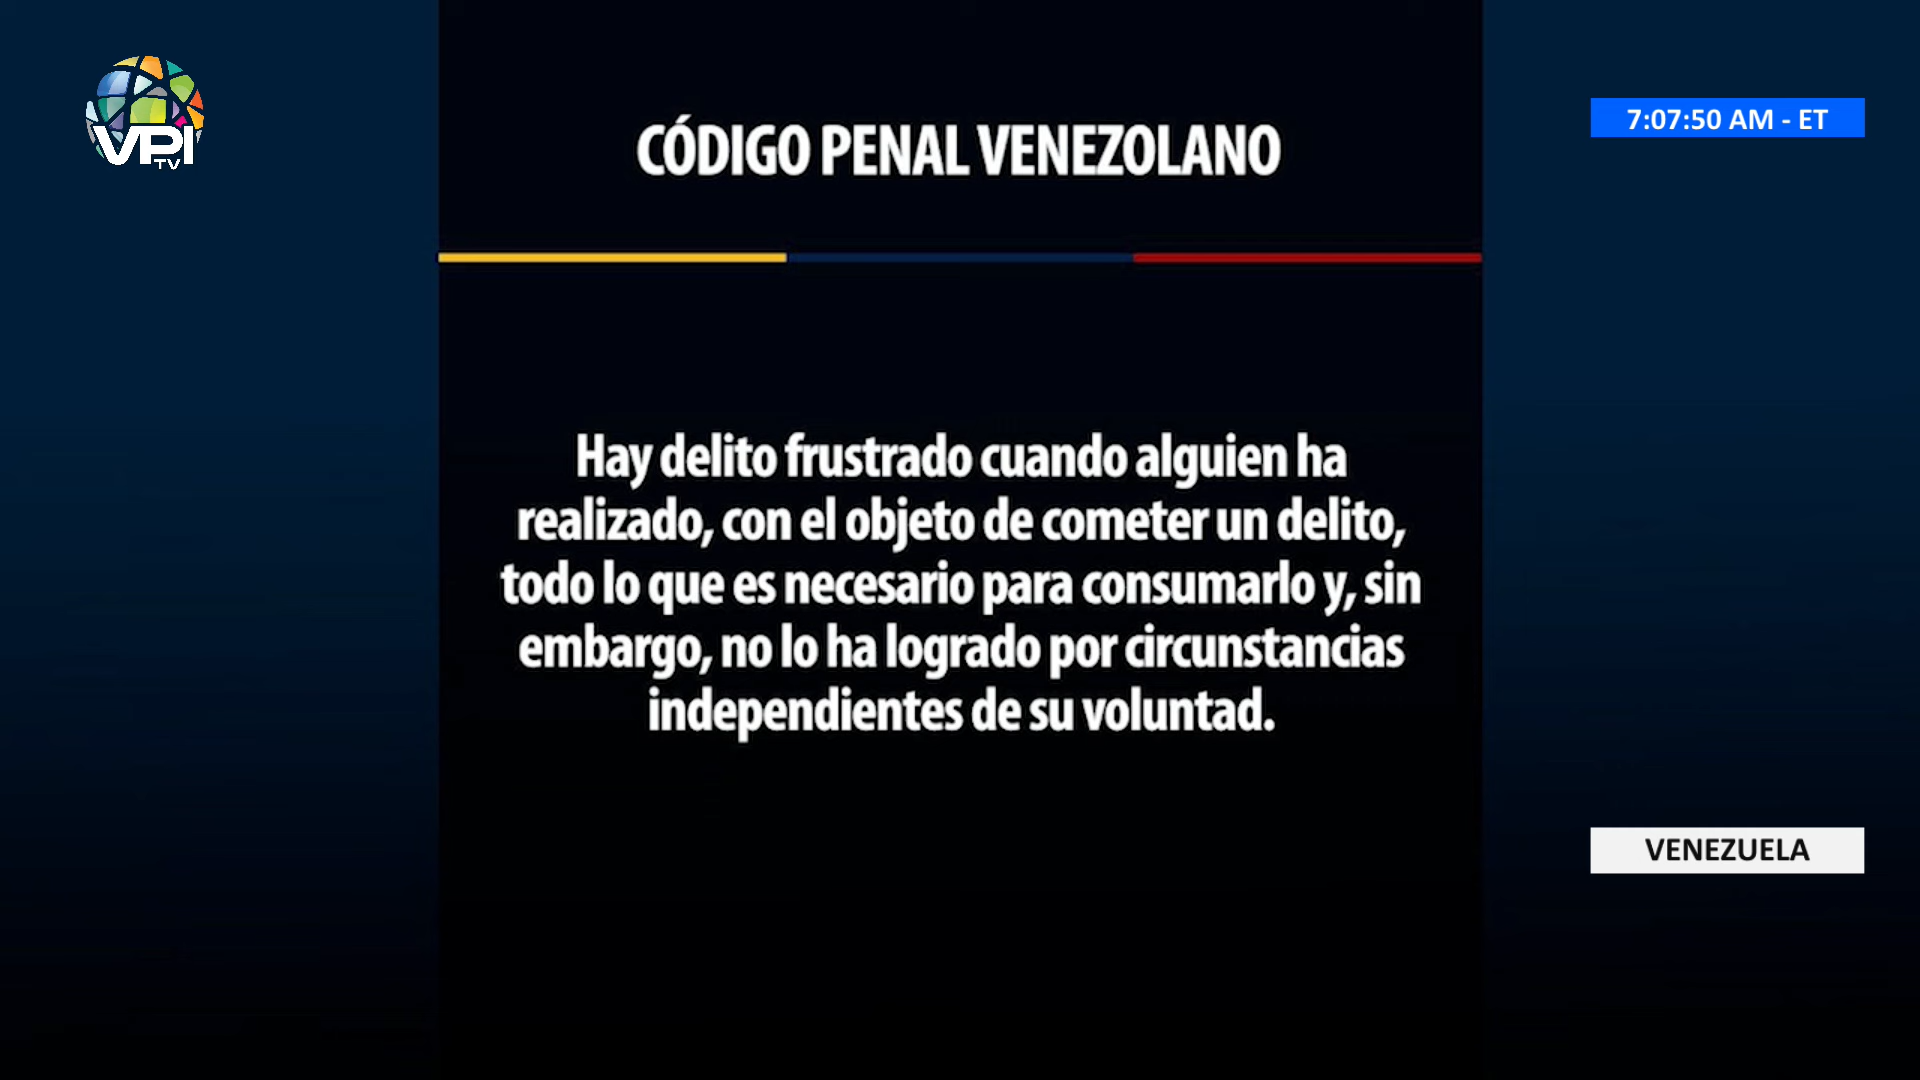 VPI
TV
CÓDIGO PENAL VENEZOLANO
7:07:50 AM - ET
Hay delito frustrado cuando alguien ha
realizado, con el objeto de cometer un delito,
todo lo que es necesario para consumarlo y, sin
embargo, no lo ha logrado por circunstancias
independientes de su voluntad.
VENEZUELA